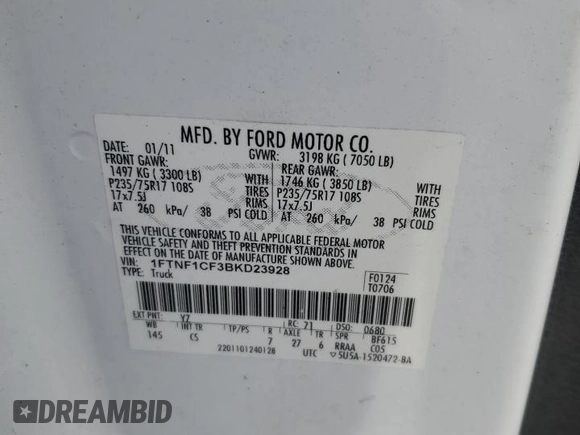 MFD. BY FORD MOTOR CO.
DATE: 01/11 GVWR: 3198 KG ( 7050 LB)
FRONT GAWR: REAR GAWR:
1497 KG ( 3300 LB) WITH 1746 KG ( 3850 LB) WITH
P235/75R17 108S TIRES P235/75R17 108S TIRES
17x7.5J RIMS 17x7.5J RIMS
AT 260 kPa/ 38 PSI COLD AT 260 kPa/ 38 PSI COLD
THIS VEHICLE CONFORMS TO ALL APPLICABLE FEDERAL MOTOR
VEHICLE SAFETY AND THEFT PREVENTION STANDARDS IN
EFFECT ON THE DATE OF MANUFACTURE SHOWN ABOVE.
VIN: 1FTNF1CF3BKD23928 F0124
TYPE: Truck T0706
EXT PNT: Y7 RC: 71 DSO: 0680
WB INT TR TP/PS R AXLE TR SPR BF615
145 CS 7 27 6 RRAA C05
2201101240128 UTC 5U5A-1520472-BA
Ford
DREAMBID